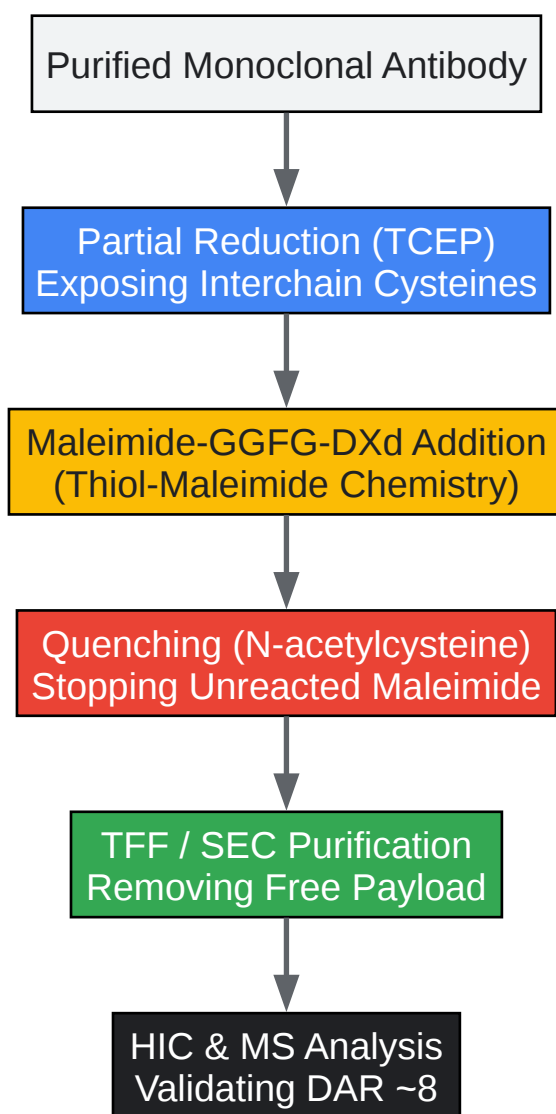 Purified Monoclonal Antibody
Partial Reduction (TCEP)
Exposing Interchain Cysteines
Maleimide-GGFG-DXd Addition
(Thiol-Maleimide Chemistry)
Quenching (N-acetylcysteine)
Stopping Unreacted Maleimide
TFF / SEC Purification
Removing Free Payload
HIC & MS Analysis
Validating DAR ~8